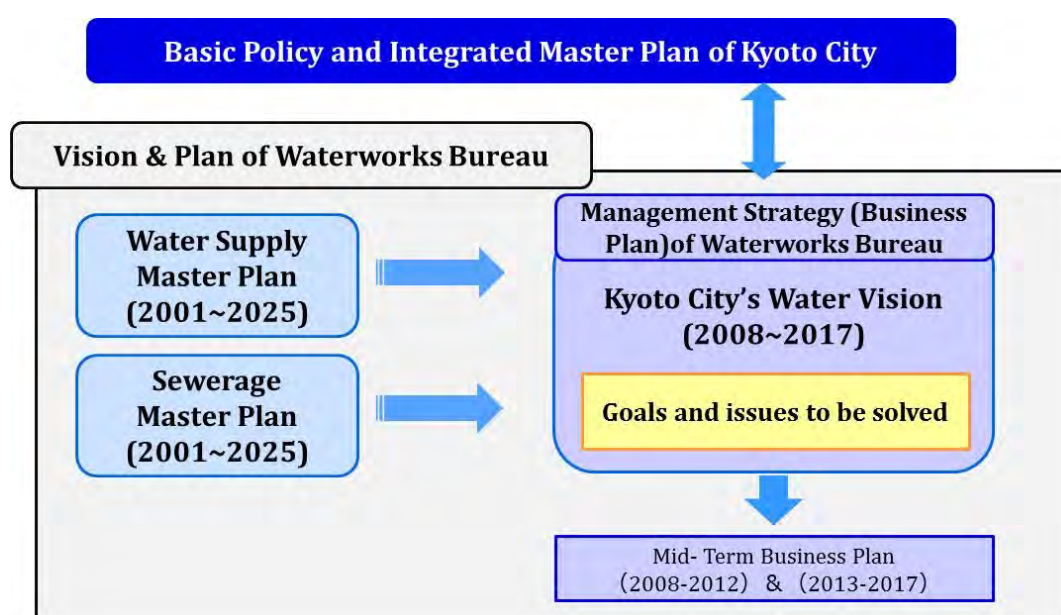 Basic Policy and Integrated Master Plan of Kyoto City
Vision & Plan of Waterworks Bureau
Water Supply
Master Plan
(2001~2025)
Sewerage
Master Plan
(2001~2025)
Management Strategy (Business
Plan)of Waterworks Bureau
Kyoto City’s Water Vision
(2008~2017)
Goals and issues to be solved
Mid- Term Business Plan
（2008-2012）&（2013-2017）